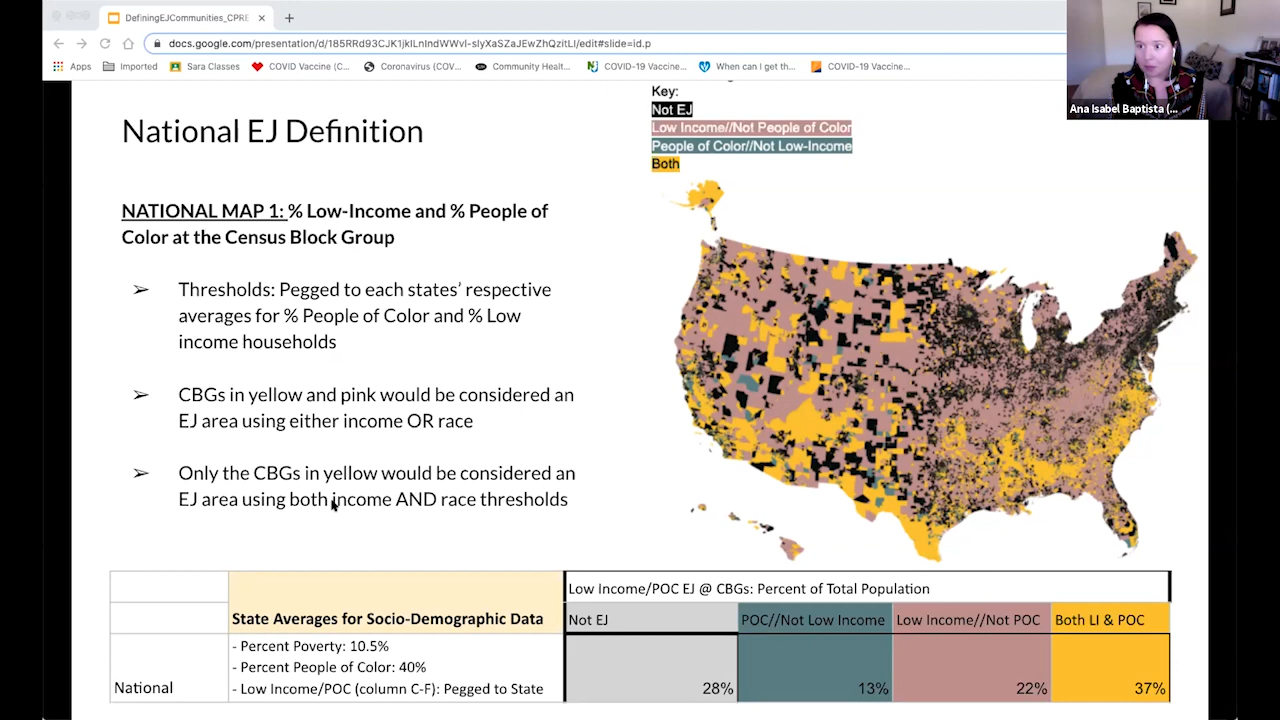 DefiningEJCommunities_CPRE
docs.google.com/presentation/d/185RRd93CJK1jkILnIndWWvI-slyXaSZaJEwZhQzitLI/edit#slide=id.p
Apps Imported Sara Classes COVID Vaccine (C... Coronavirus (COV... Community Healt... COVID-19 Vaccine... When can I get th... COVID-19 Vaccine...
Ana Isabel Baptista (...
Key:
Not EJ
Low Income//Not People of Color
People of Color//Not Low-Income
Both
National EJ Definition
NATIONAL MAP 1: % Low-Income and % People of
Color at the Census Block Group
➢ Thresholds: Pegged to each states’ respective
averages for % People of Color and % Low
income households
➢ CBGs in yellow and pink would be considered an
EJ area using either income OR race
➢ Only the CBGs in yellow would be considered an
EJ area using both income AND race thresholds
Low Income/POC EJ @ CBGs: Percent of Total Population
State Averages for Socio-Demographic Data Not EJ POC//Not Low Income Low Income//Not POC Both LI & POC
- Percent Poverty: 10.5%
- Percent People of Color: 40%
National - Low Income/POC (column C-F): Pegged to State 28% 13% 22% 37%